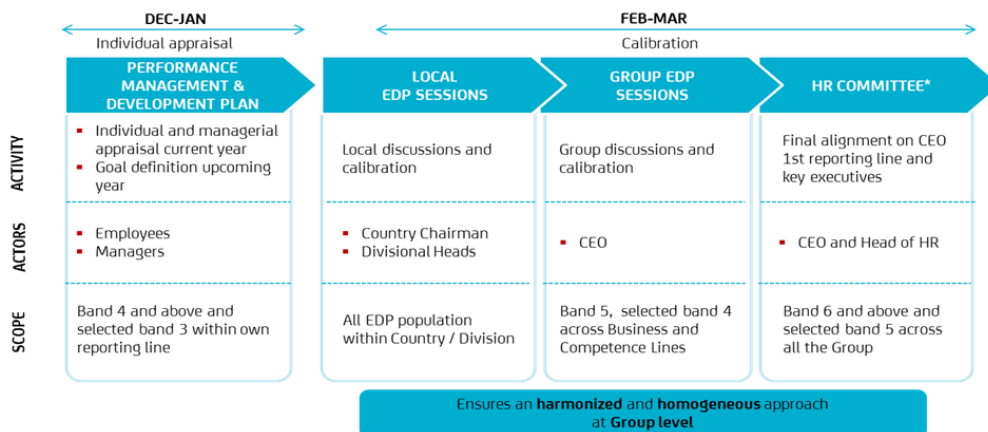 DEC-JAN
Individual appraisal
FEB-MAR
Calibration
PERFORMANCE
MANAGEMENT &
DEVELOPMENT PLAN
LOCAL
EDP SESSIONS
GROUP EDP
SESSIONS
HR COMMITTEE*
ACTIVITY
Individual and managerial
appraisal current year
Goal definition upcoming
year
Local discussions and
calibration
Group discussions and
calibration
Final alignment on CEO
1st reporting line and
key executives
ACTORS
Employees
Managers
Country Chairman
Divisional Heads
CEO
CEO and Head of HR
SCOPE
Band 4 and above and
selected band 3 within own
reporting line
All EDP population
within Country / Division
Band 5, selected band 4
across Business and
Competence Lines
Band 6 and above and
selected band 5 across
all the Group
Ensures an harmonized and homogeneous approach
at Group level